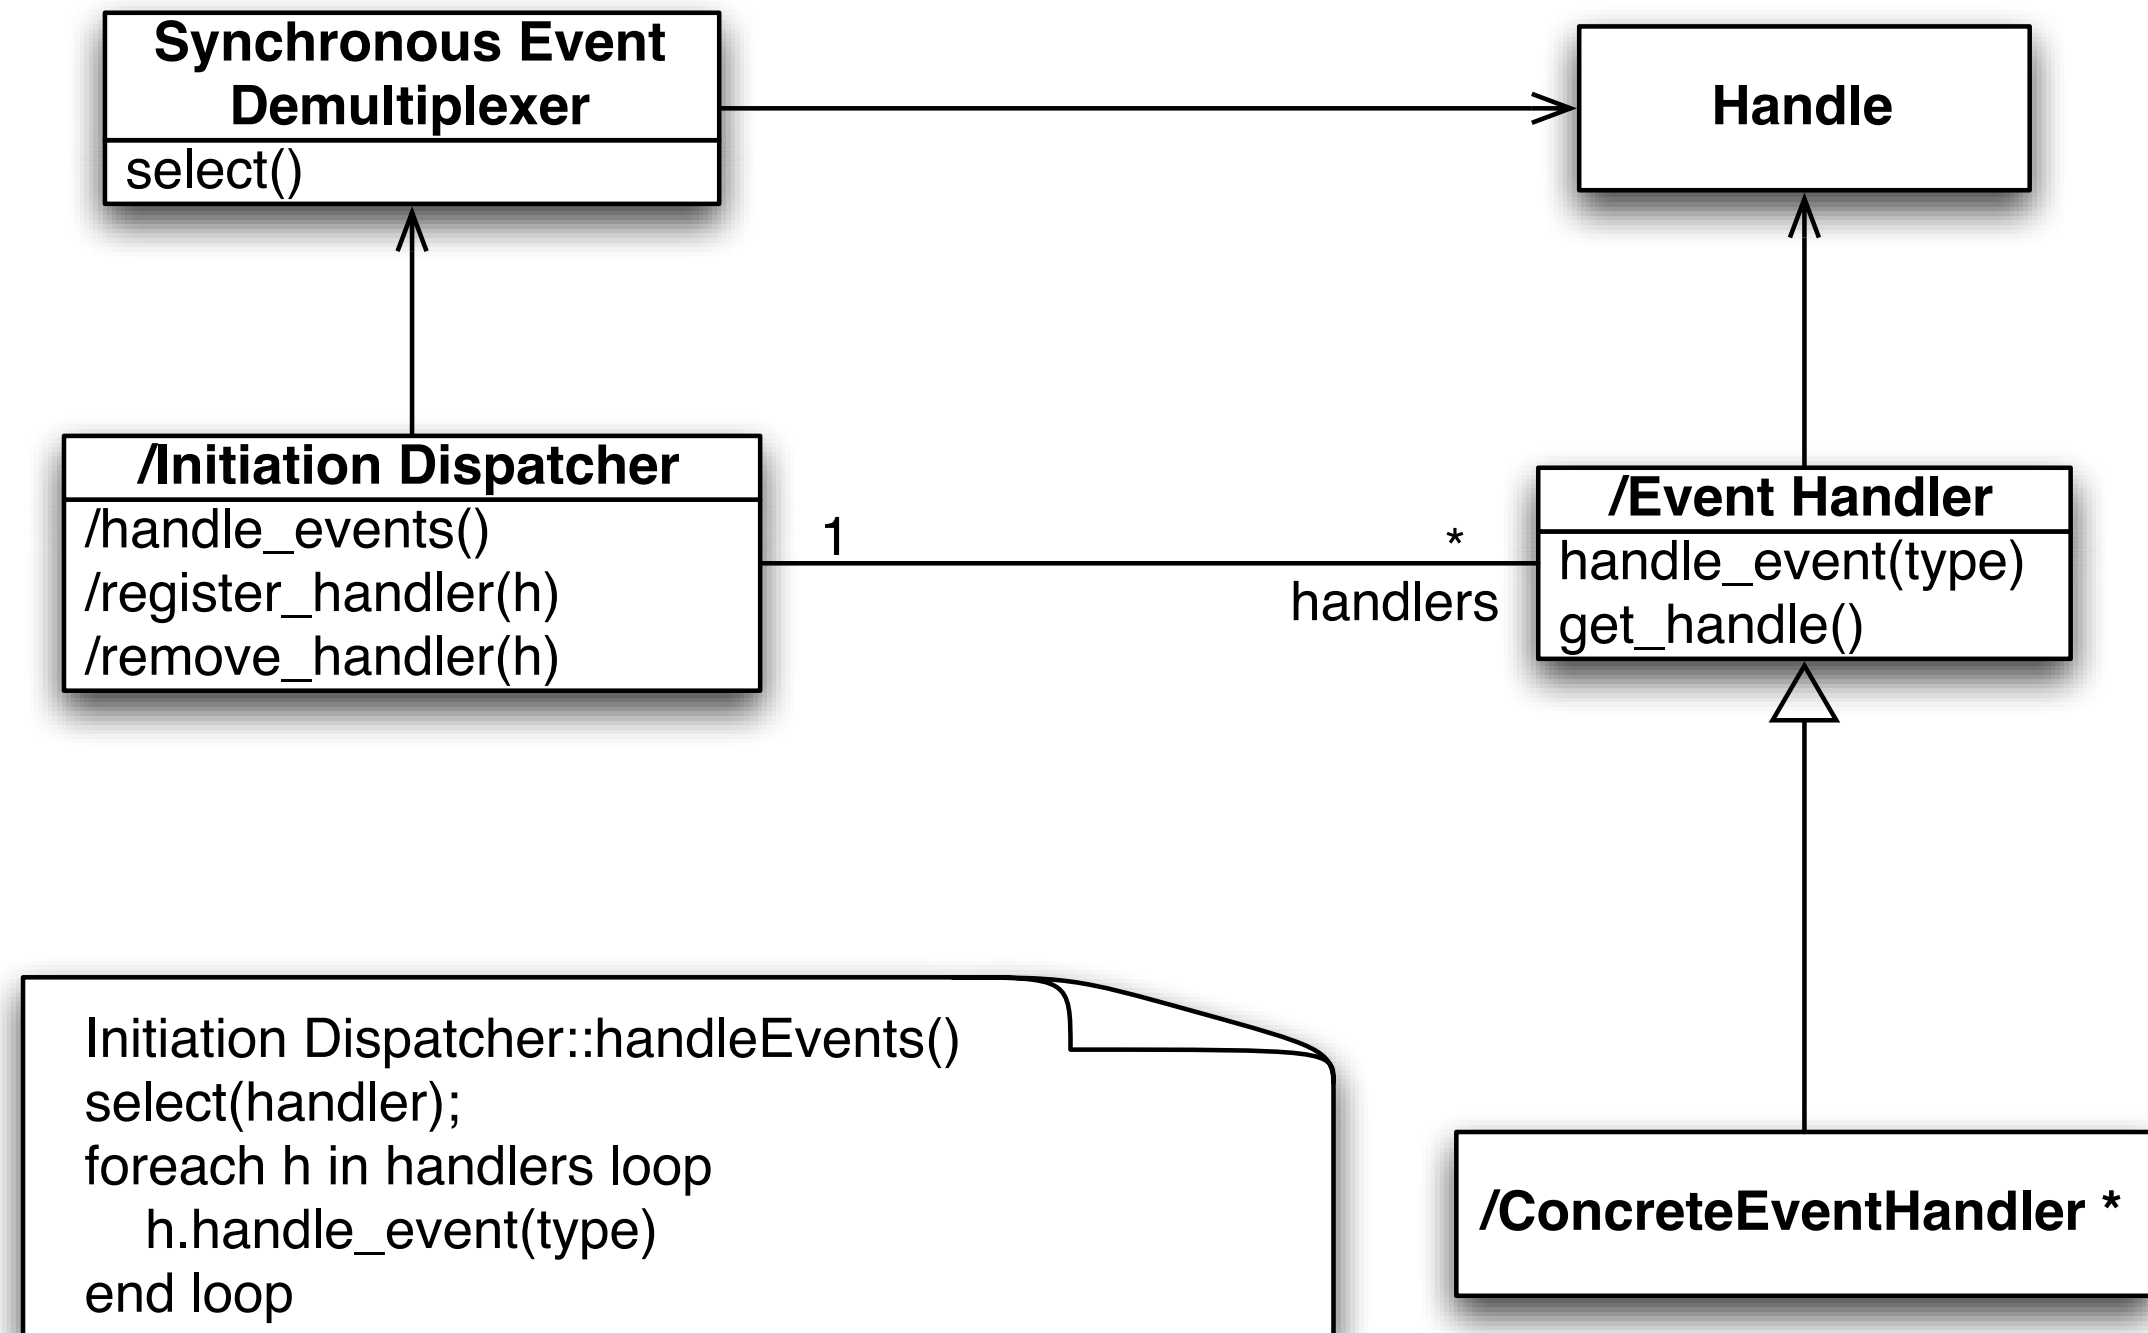 Synchronous Event
Demultiplexer
select()
Handle
/Initiation Dispatcher
/handle_events()
/register_handler(h)
/remove_handler(h)
1
*
handlers
/Event Handler
handle_event(type)
get_handle()
Initiation Dispatcher::handleEvents()
select(handler);
foreach h in handlers loop
h.handle_event(type)
end loop
/ConcreteEventHandler *